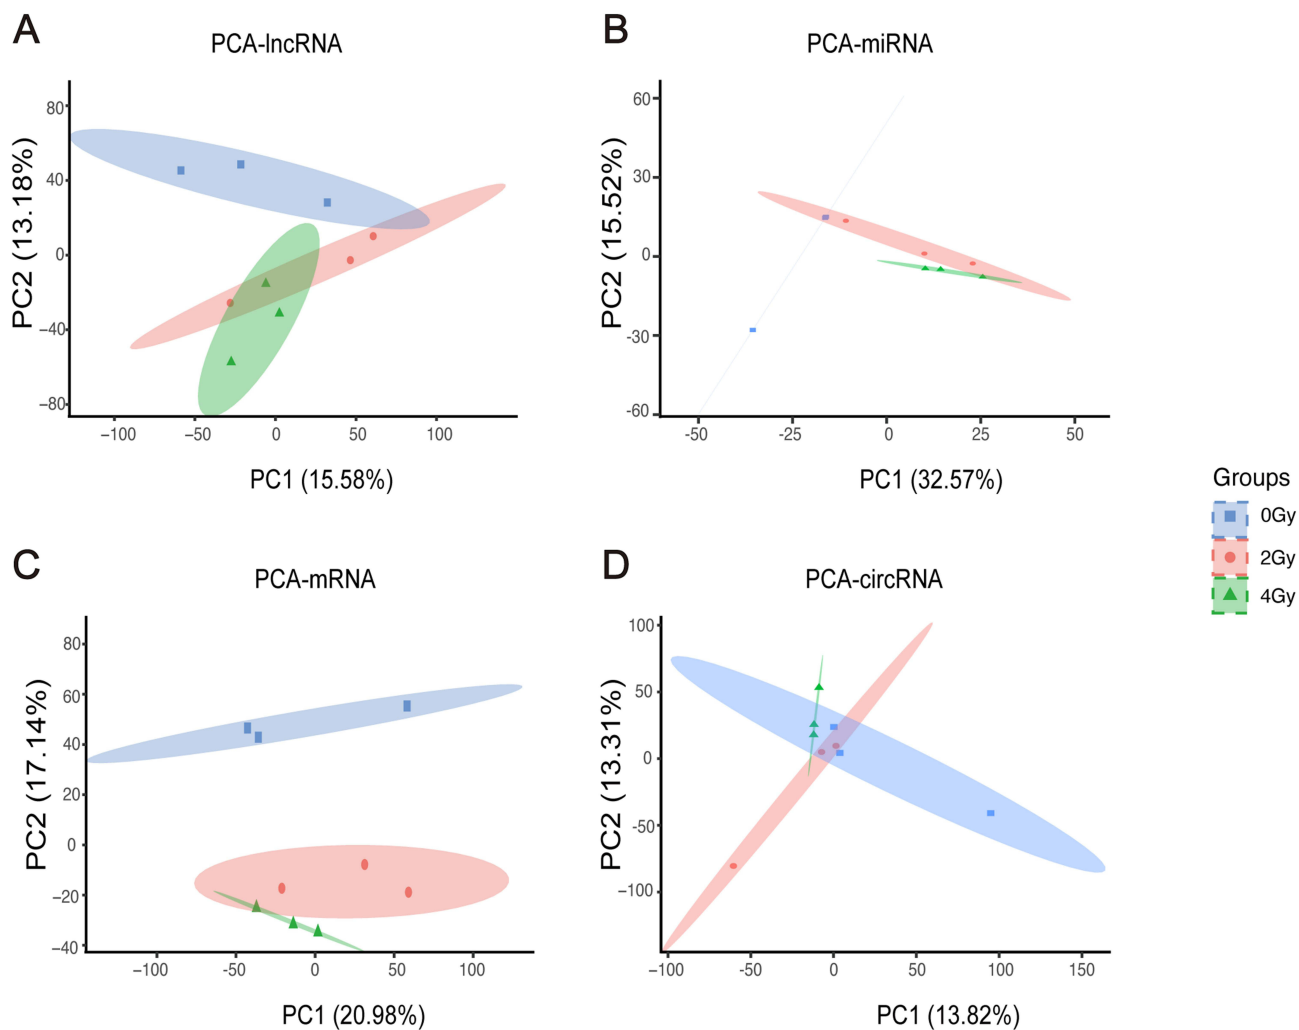 A
PCA-lncRNA
80
40
0
−40
−80
PC2 (13.18%)
−100
−50
0
50
100
PC1 (15.58%)
B
PCA-miRNA
60
30
0
-30
-60
PC2 (15.52%)
-50
-25
0
25
50
PC1 (32.57%)
Groups
0Gy
2Gy
4Gy
C
PCA-mRNA
80
60
40
20
0
−20
−40
PC2 (17.14%)
−100
−50
0
50
100
PC1 (20.98%)
D
PCA-circRNA
100
50
0
-50
−100
PC2 (13.31%)
−100
−50
0
50
100
150
PC1 (13.82%)